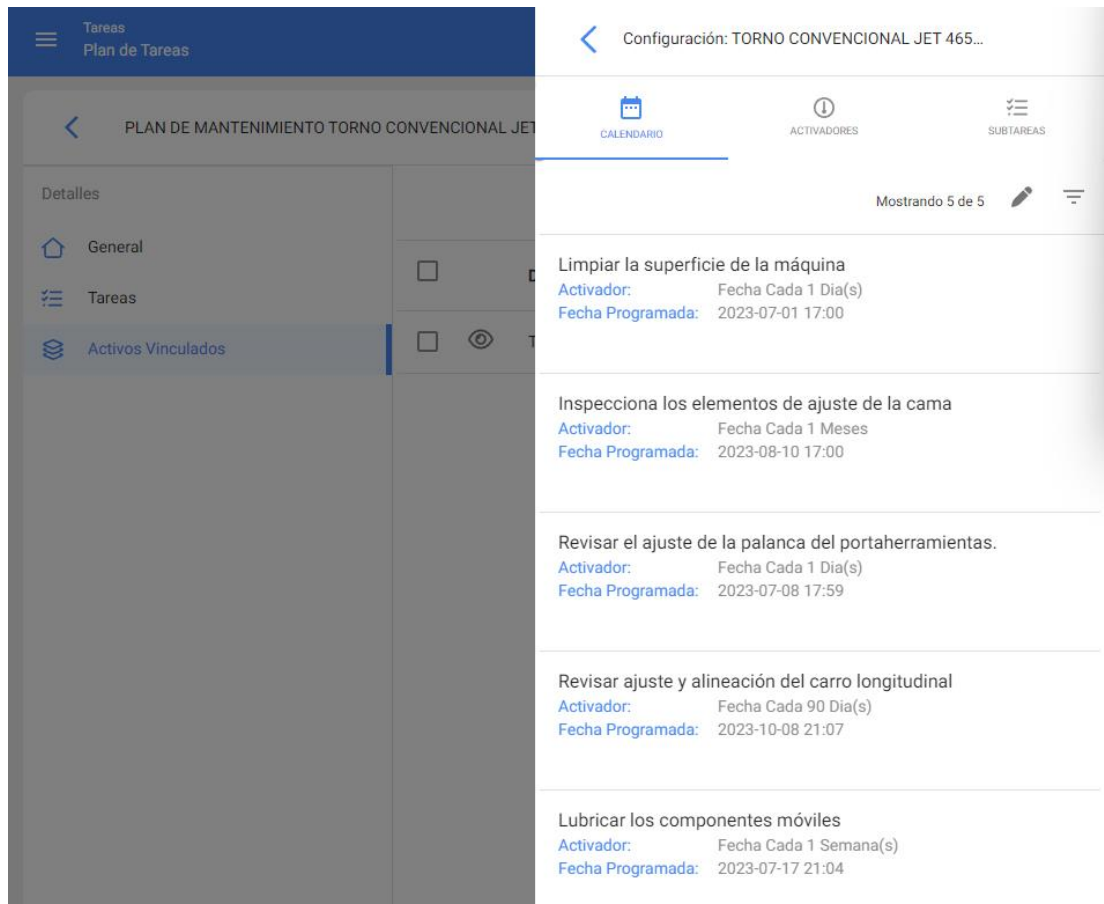 Tareas
Plan de Tareas
PLAN DE MANTENIMIENTO TORNO CONVENCIONAL JET
Detalles
General
Tareas
Activos Vinculados
Configuración: TORNO CONVENCIONAL JET 465...
CALENDARIO
ACTIVADORES
SUBTAREAS
Mostrando 5 de 5
Limpiar la superficie de la máquina
Activador: Fecha Cada 1 Dia(s)
Fecha Programada: 2023-07-01 17:00
Inspecciona los elementos de ajuste de la cama
Activador: Fecha Cada 1 Meses
Fecha Programada: 2023-08-10 17:00
Revisar el ajuste de la palanca del portaherramientas.
Activador: Fecha Cada 1 Dia(s)
Fecha Programada: 2023-07-08 17:59
Revisar ajuste y alineación del carro longitudinal
Activador: Fecha Cada 90 Dia(s)
Fecha Programada: 2023-10-08 21:07
Lubricar los componentes móviles
Activador: Fecha Cada 1 Semana(s)
Fecha Programada: 2023-07-17 21:04